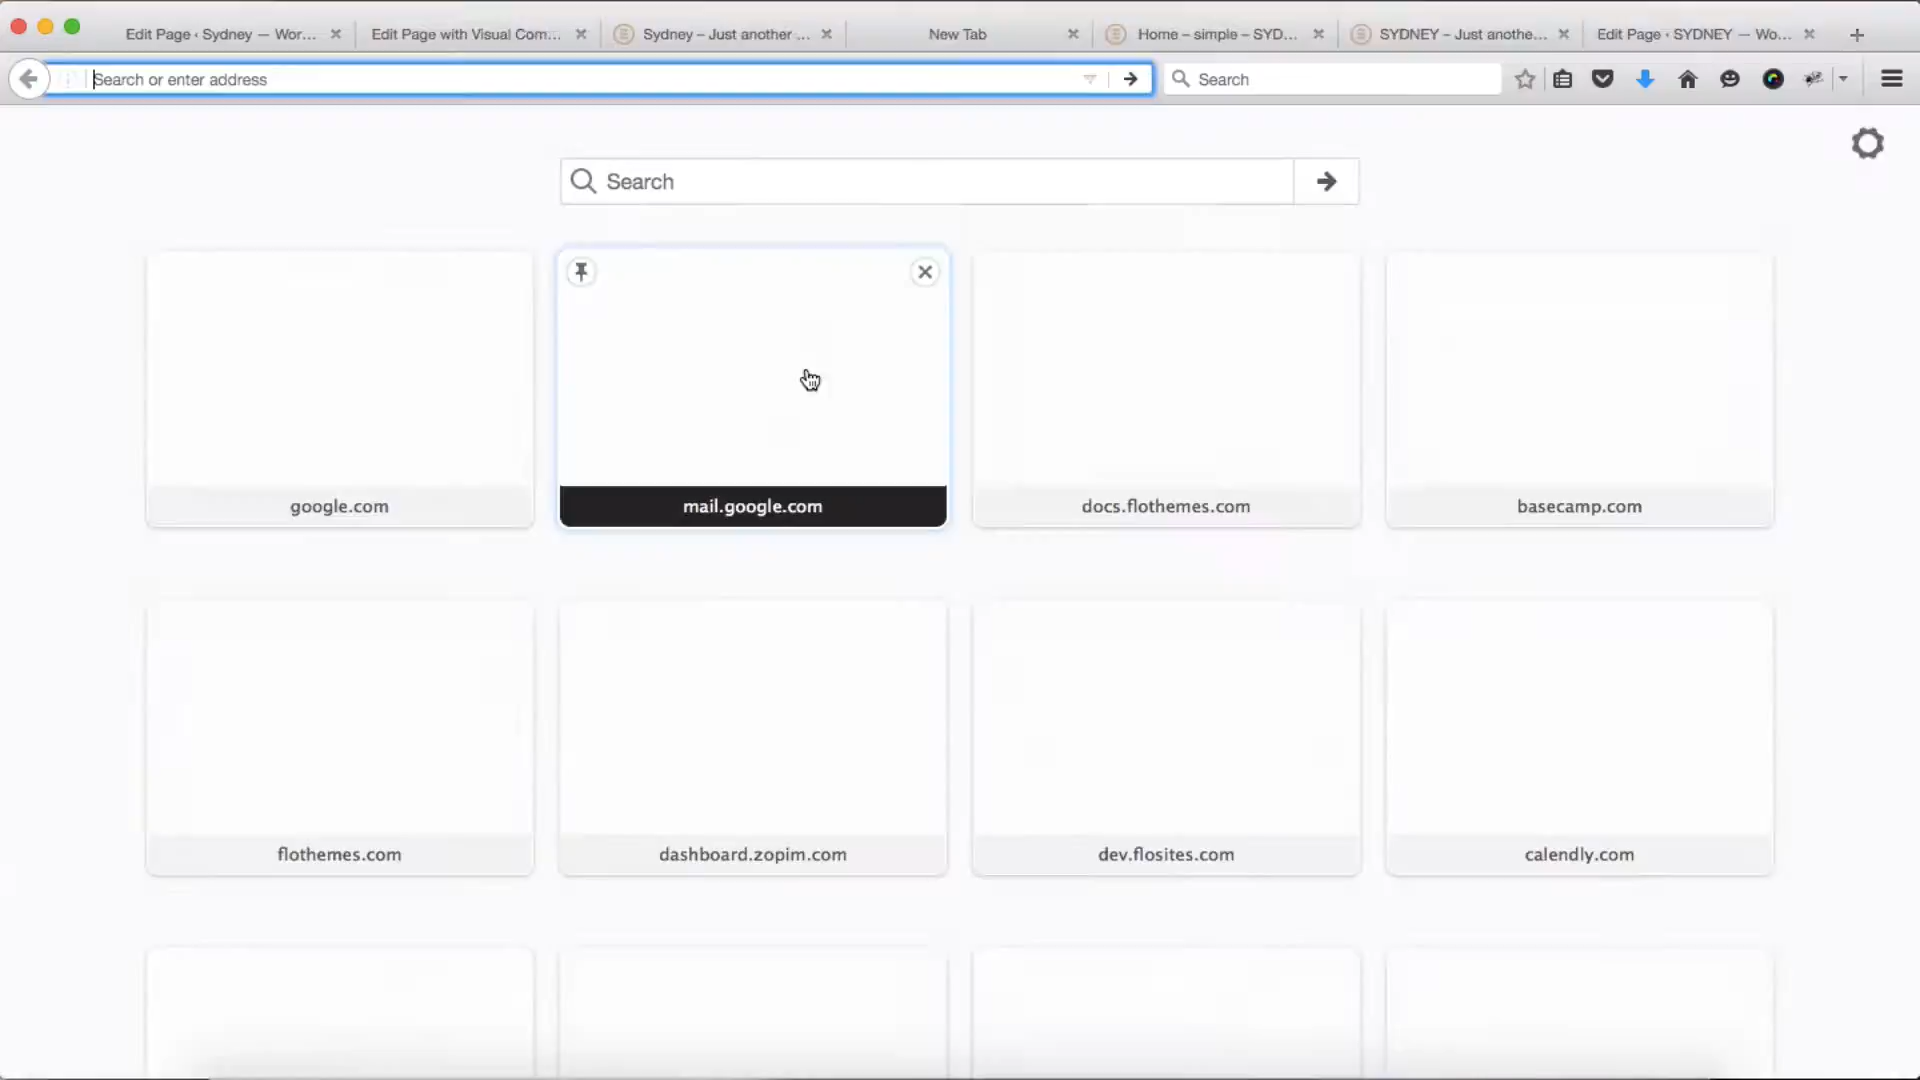 Edit Page ‹ Sydney — Wor...
Edit Page with Visual Com...
Sydney – Just another ...
New Tab
Home – simple – SYD...
SYDNEY – Just anothe...
Edit Page ‹ SYDNEY — Wo...
Search or enter address
Search
Search
google.com
mail.google.com
docs.flothemes.com
basecamp.com
flothemes.com
dashboard.zopim.com
dev.flosites.com
calendly.com